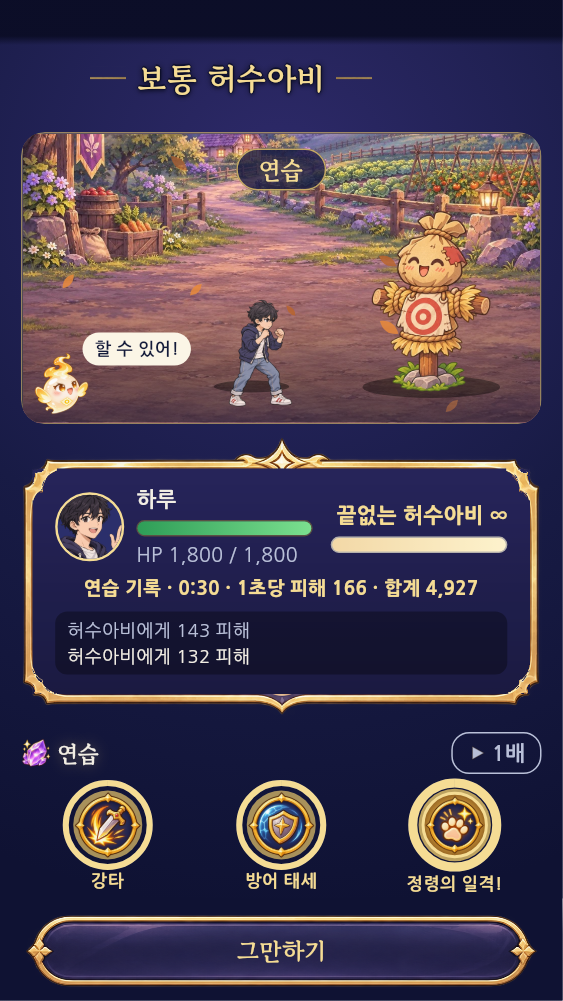 보통 허수아비
연습
할 수 있어!
하루
끝없는 허수아비 ∞
HP 1,800 / 1,800
연습 기록 · 0:30 · 1초당 피해 166 · 합계 4,927
허수아비에게 143 피해
허수아비에게 132 피해
연습
▶ 1배
강타
방어 태세
정령의 일격!
그만하기